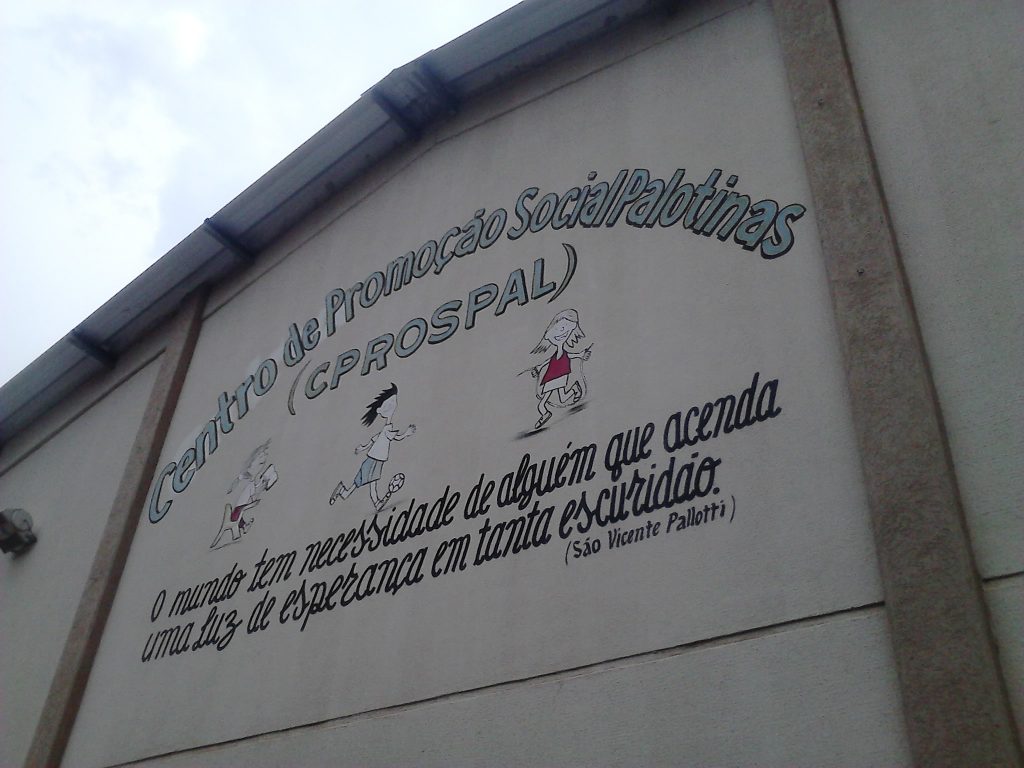 Centro de Promoção Social Palotinas
(CPROSPAL)
O mundo tem necessidade de alguém que acenda
uma luz de esperança em tanta escuridão.
(São Vicente Pallotti)